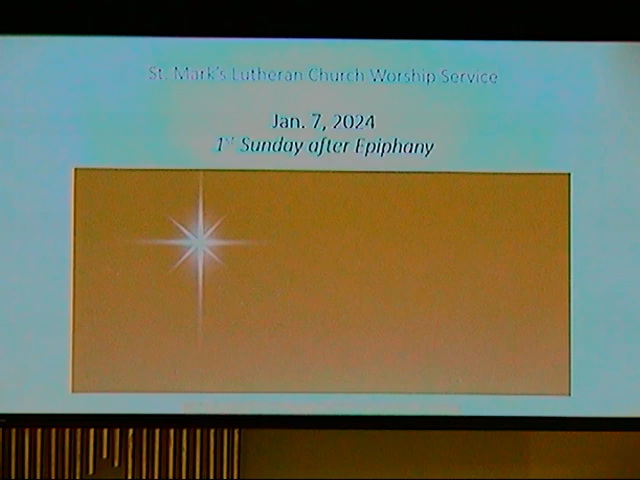 St. Mark's Lutheran Church Worship Service
Jan. 7, 2024
1st Sunday after Epiphany